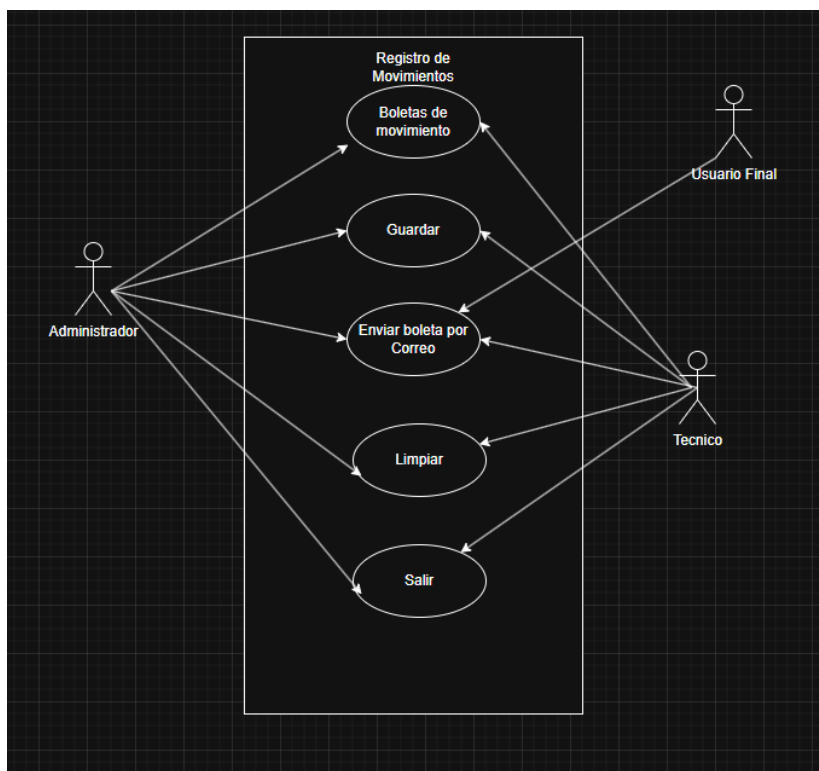 Registro de
Movimientos
Boletas de
movimiento
Usuario Final
Guardar
Administrador
Enviar boleta por
Correo
Tecnico
Limpiar
Salir